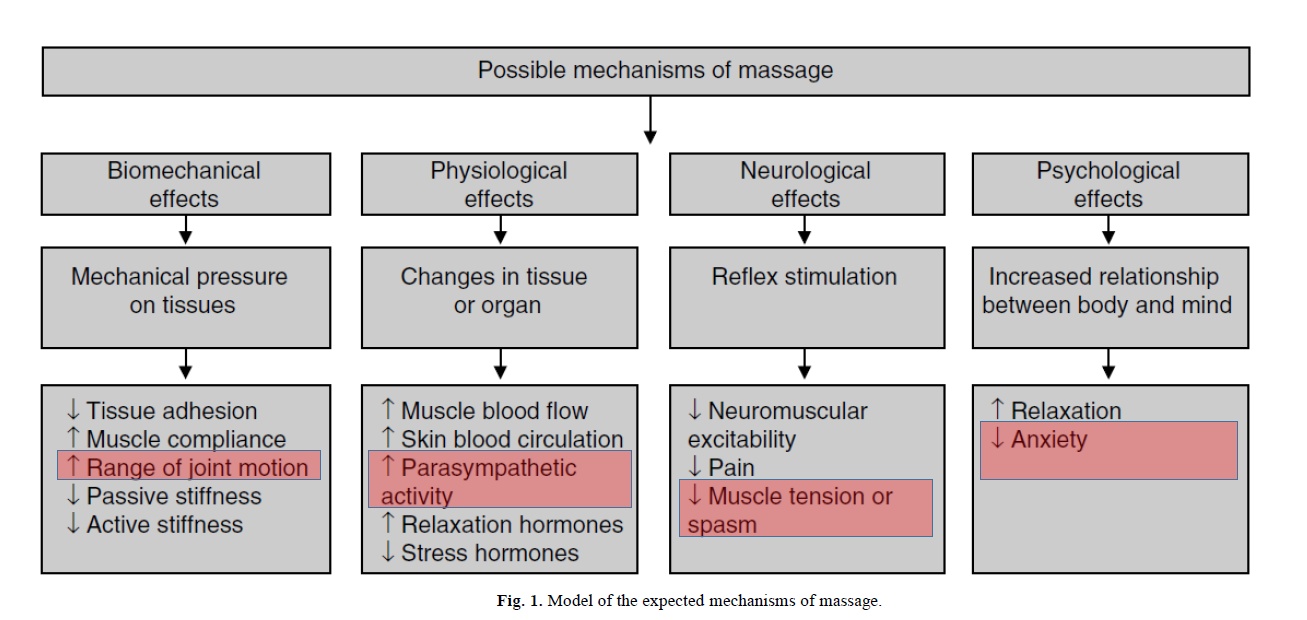 Possible mechanisms of massage
Biomechanical
effects
Physiological
effects
Neurological
effects
Psychological
effects
Mechanical pressure
on tissues
Changes in tissue
or organ
Reflex stimulation
Increased relationship
between body and mind
↓ Tissue adhesion
↑ Muscle compliance
↑ Range of joint motion
↓ Passive stiffness
↓ Active stiffness
↑ Muscle blood flow
↑ Skin blood circulation
↑ Parasympathetic
activity
↑ Relaxation hormones
↓ Stress hormones
↓ Neuromuscular
excitability
↓ Pain
↓ Muscle tension or
spasm
↑ Relaxation
↓ Anxiety
Fig. 1. Model of the expected mechanisms of massage.